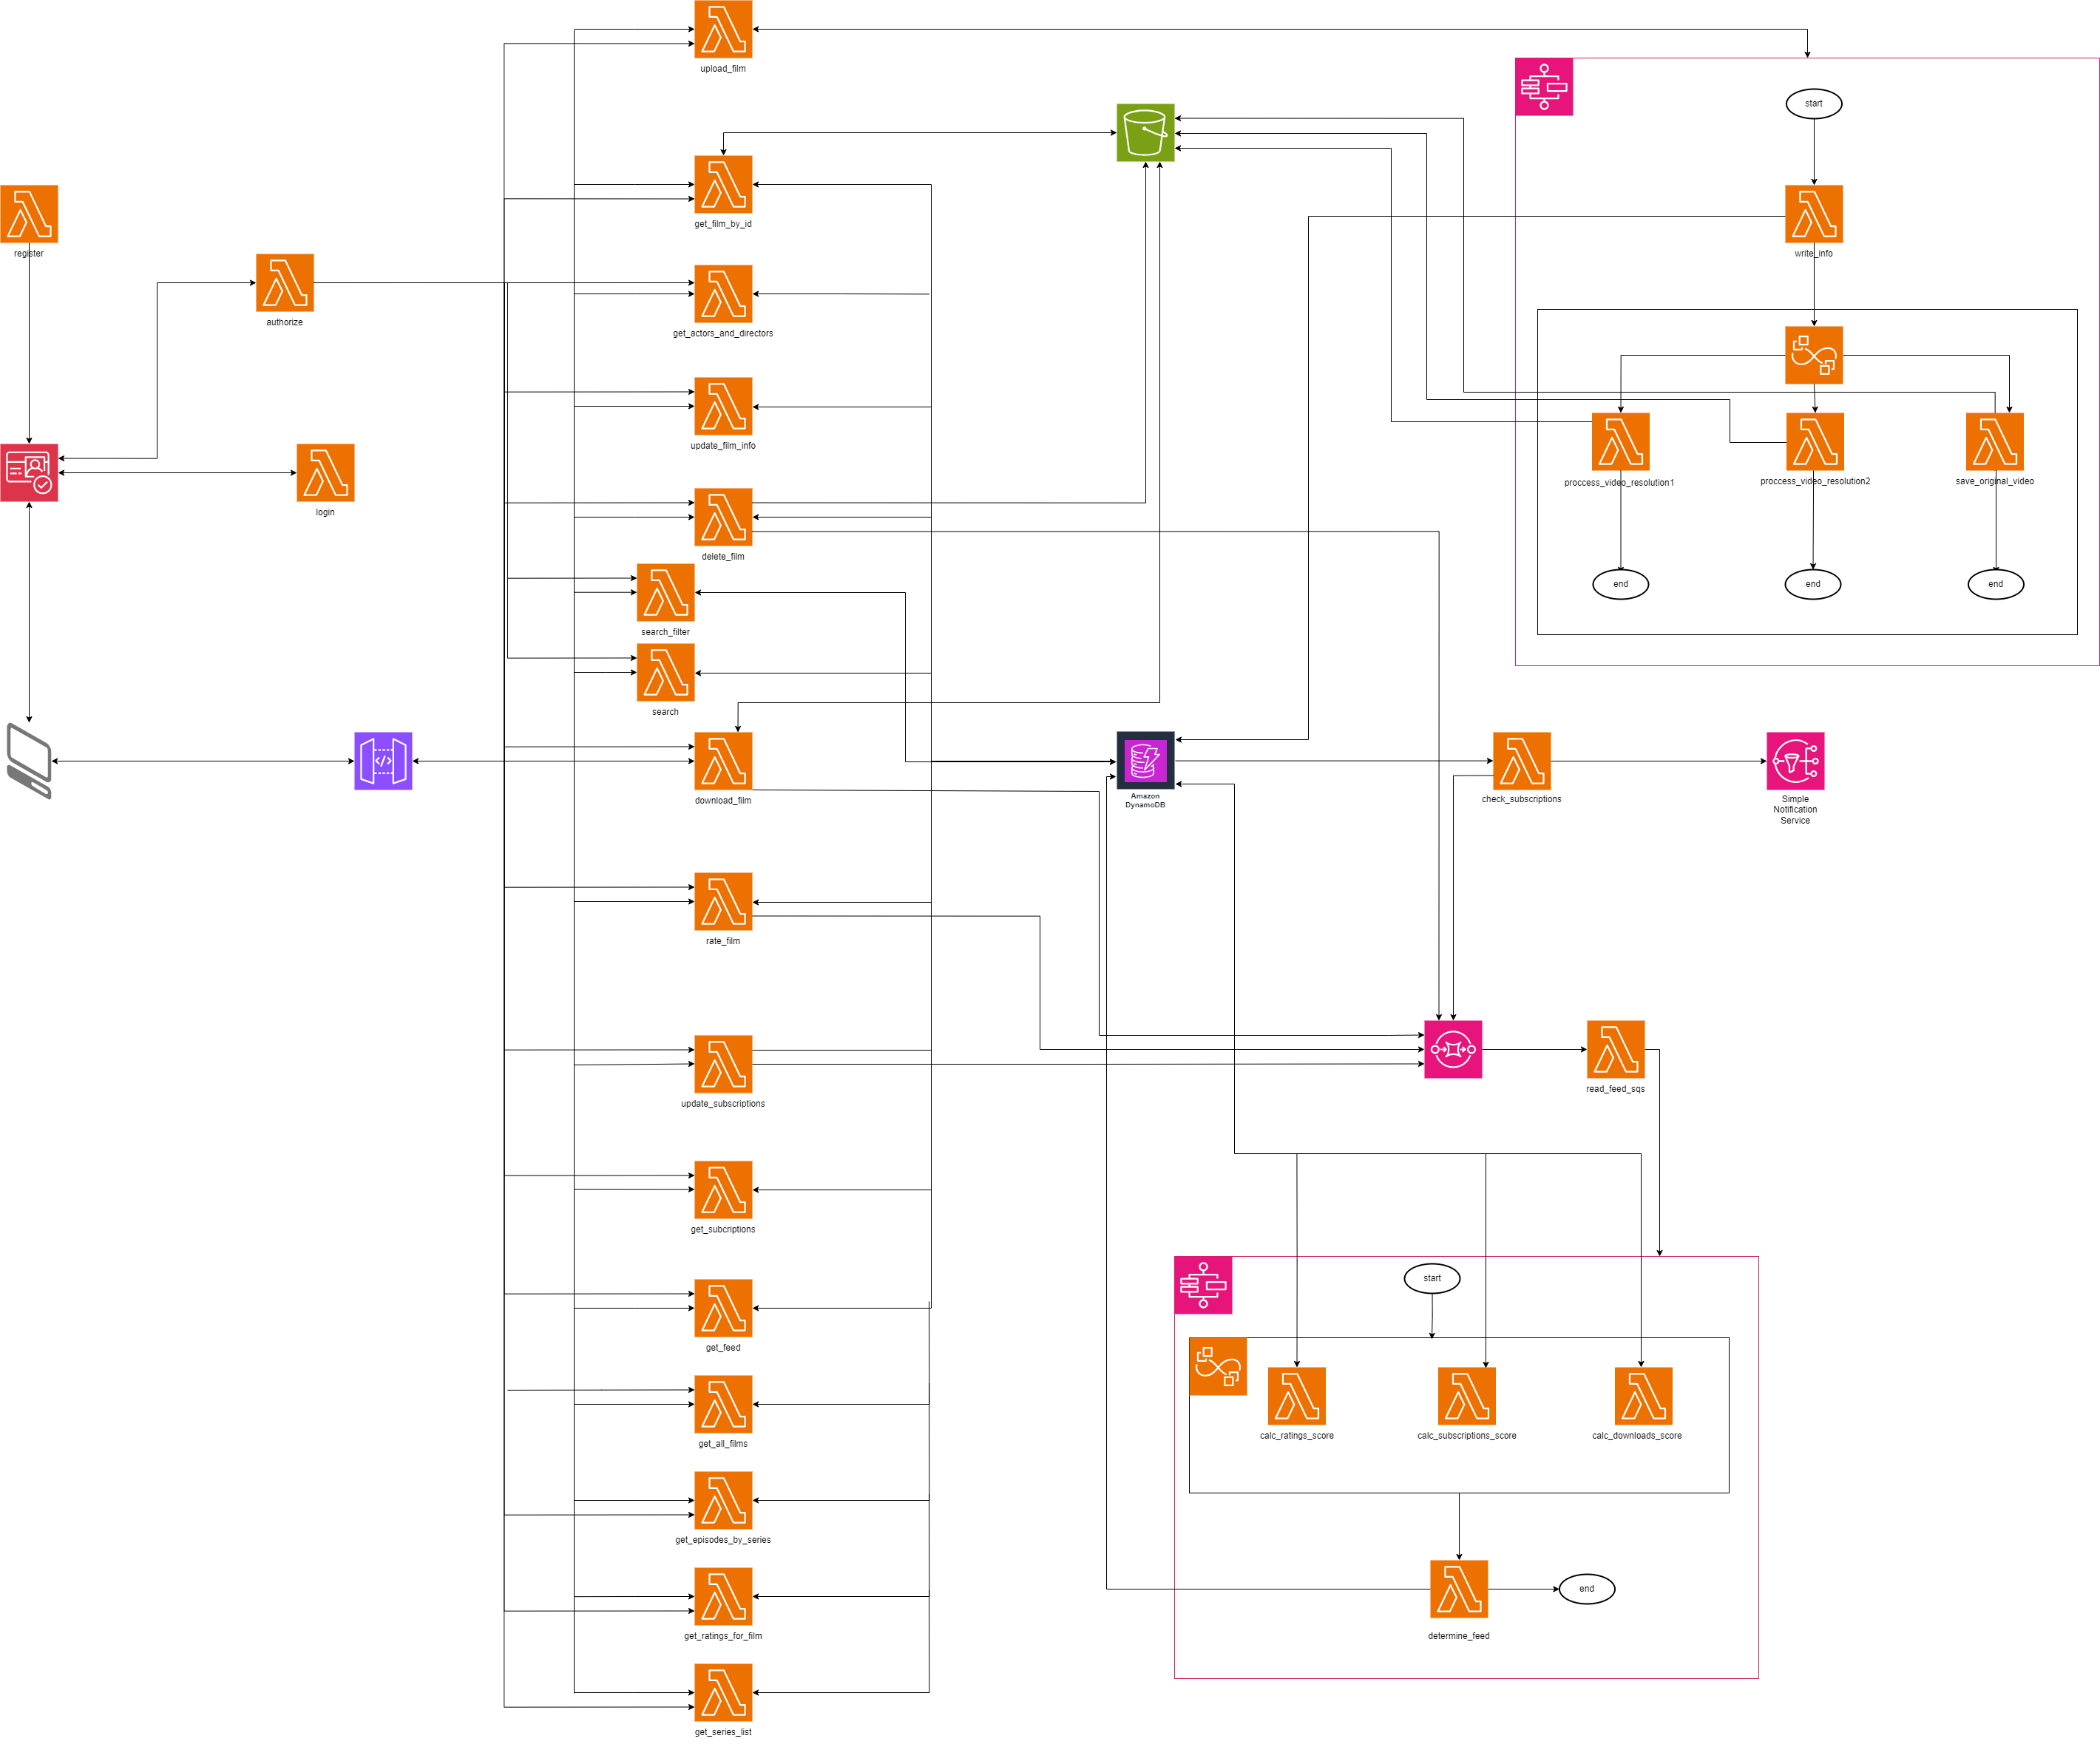 upload_film
start
get_film_by_id
register
write_info
authorize
get_actors_and_directors
update_film_info
proccess_video_resolution1
proccess_video_resolution2
save_original_video
login
delete_film
end
end
end
search_filter
search
download_film
Amazon
DynamoDB
check_subscriptions
Simple
Notification
Service
rate_film
update_subscriptions
read_feed_sqs
get_subcriptions
start
get_feed
get_all_films
calc_ratings_score
calc_subscriptions_score
calc_downloads_score
get_episodes_by_series
end
get_ratings_for_film
determine_feed
get_series_list